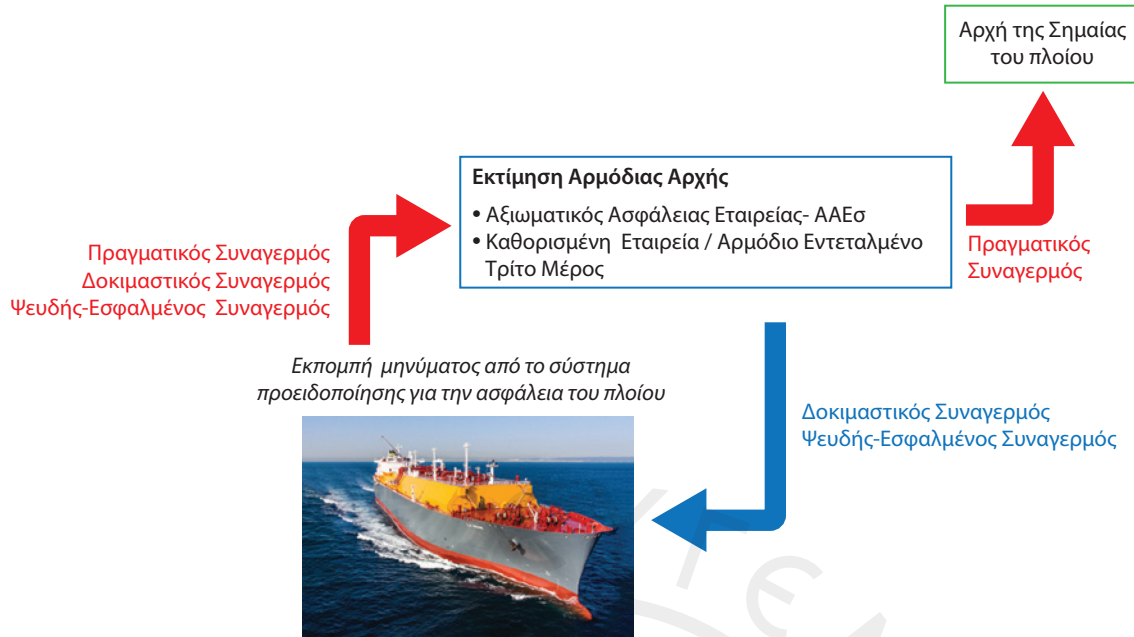 Αρχή της Σημαίας
του πλοίου
Εκτίμηση Αρμόδιας Αρχής
• Αξιωματικός Ασφάλειας Εταιρείας- ΑΑΕσ
• Καθορισμένη Εταιρεία / Αρμόδιο Εντεταλμένο
Τρίτο Μέρος
Πραγματικός Συναγερμός
Δοκιμαστικός Συναγερμός
Ψευδής-Εσφαλμένος Συναγερμός
Πραγματικός
Συναγερμός
Εκπομπή μηνύματος από το σύστημα
προειδοποίησης για την ασφάλεια του πλοίου
Δοκιμαστικός Συναγερμός
Ψευδής-Εσφαλμένος Συναγερμός